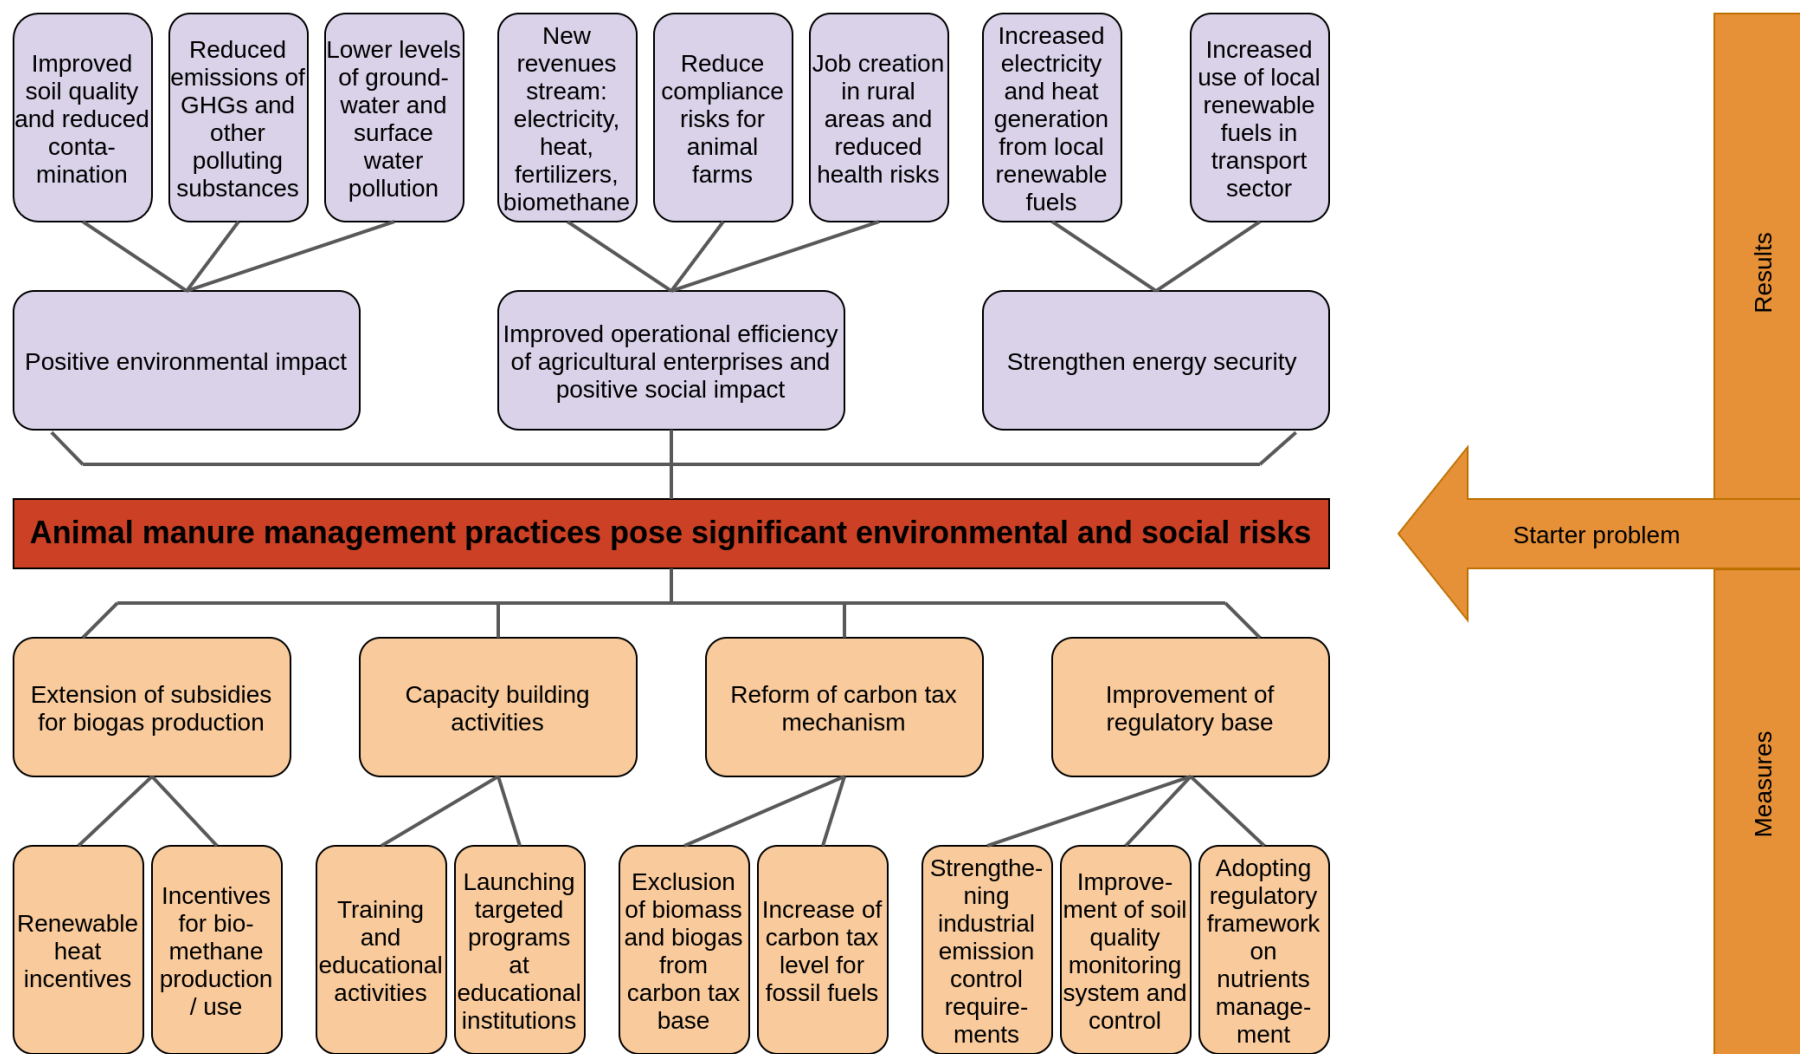 Improved
soil quality
and reduced
conta-
mination
Reduced
emissions of
GHGs and
other
polluting
substances
Lower levels
of ground-
water and
surface
water
pollution
New
revenues
stream:
electricity,
heat,
fertilizers,
biomethane
Reduce
compliance
risks for
animal
farms
Job creation
in rural
areas and
reduced
health risks
Increased
electricity
and heat
generation
from local
renewable
fuels
Increased
use of local
renewable
fuels in
transport
sector
Results
Positive environmental impact
Improved operational efficiency
of agricultural enterprises and
positive social impact
Strengthen energy security
Animal manure management practices pose significant environmental and social risks
Starter problem
Extension of subsidies
for biogas production
Capacity building
activities
Reform of carbon tax
mechanism
Improvement of
regulatory base
Measures
Renewable
heat
incentives
Incentives
for bio-
methane
production
/ use
Training
and
educational
activities
Launching
targeted
programs
at
educational
institutions
Exclusion
of biomass
and biogas
from
carbon tax
base
Increase of
carbon tax
level for
fossil fuels
Strengthe-
ning
industrial
emission
control
require-
ments
Improve-
ment of soil
quality
monitoring
system and
control
Adopting
regulatory
framework
on
nutrients
manage-
ment